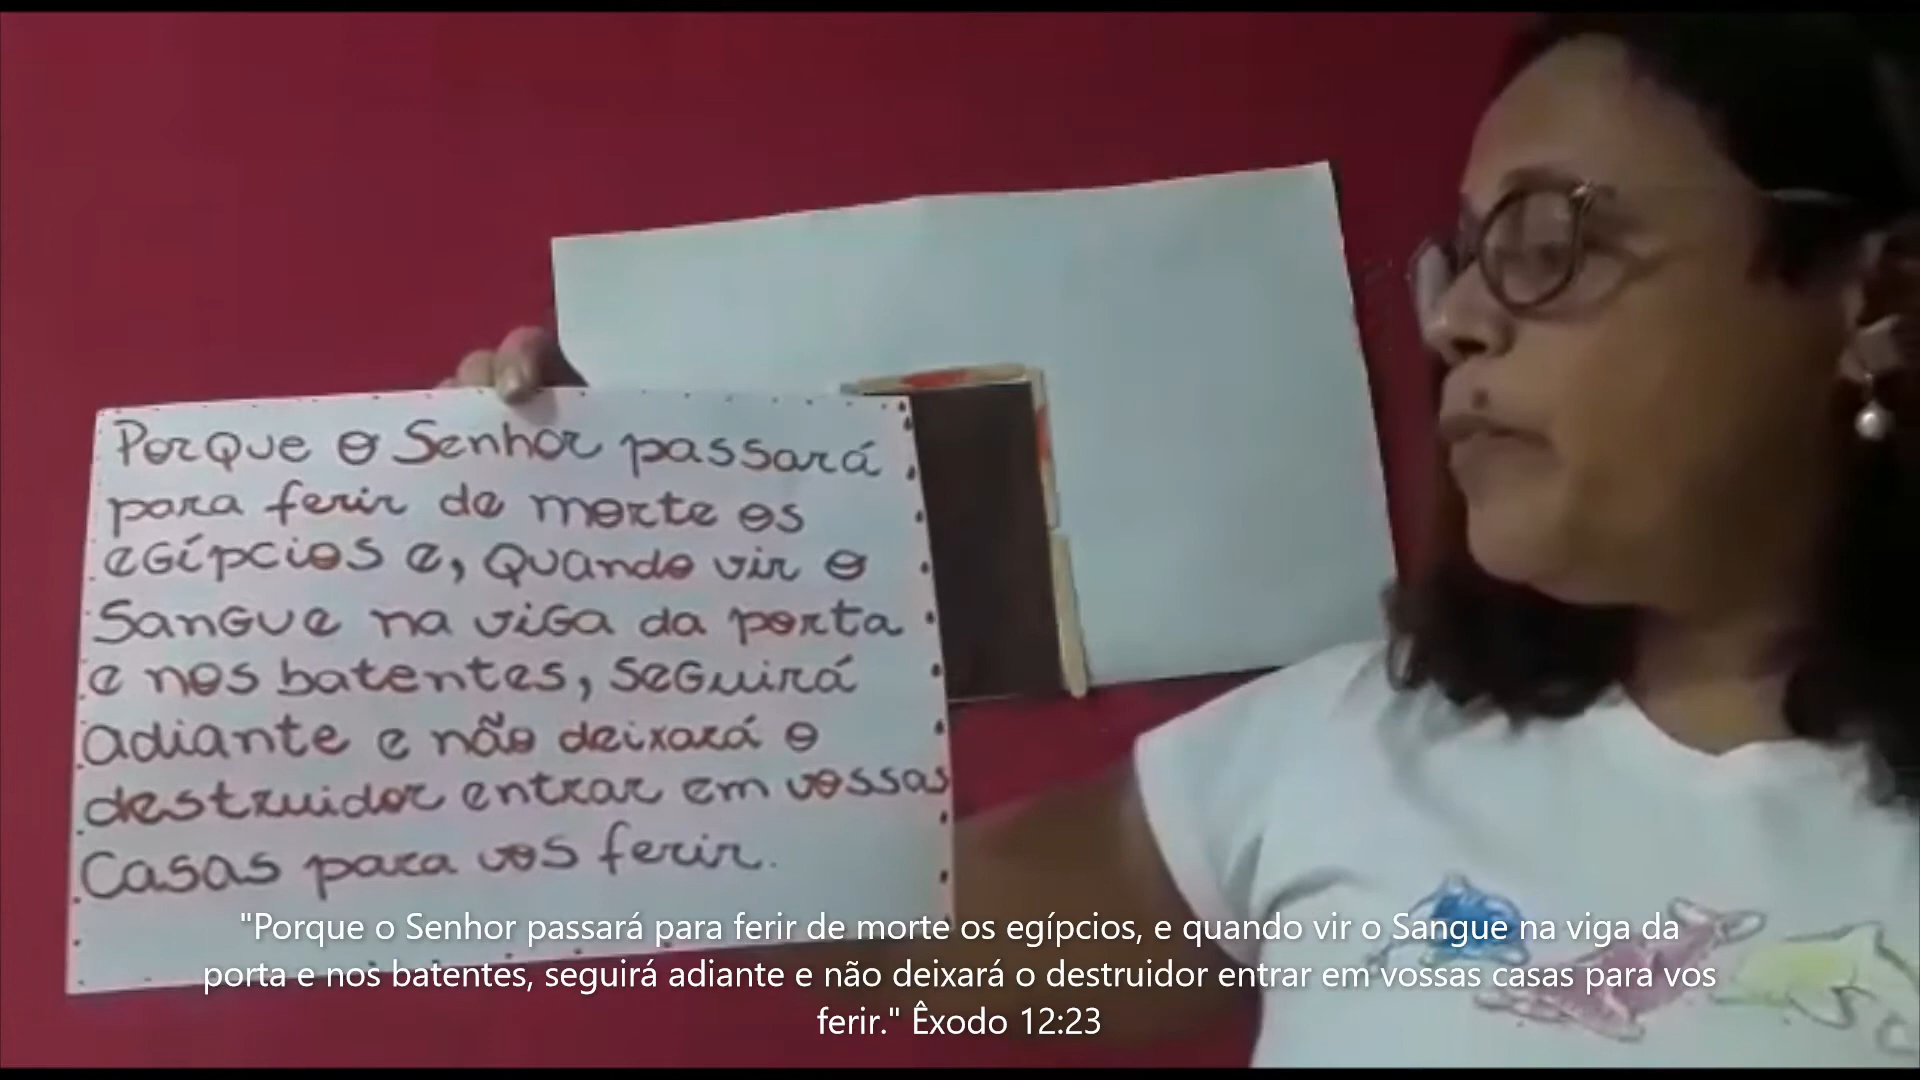 Porque o Senhor passará
para ferir de morte os
egípcios e, Quando vir o
Sangue na viga da porta
e nos batentes, seguirá
adiante e não deixará o
destruidor entrar em vossas
Casas para vos ferir.
"Porque o Senhor passará para ferir de morte os egípcios, e quando vir o Sangue na viga da
porta e nos batentes, seguirá adiante e não deixará o destruidor entrar em vossas casas para vos
ferir." Êxodo 12:23